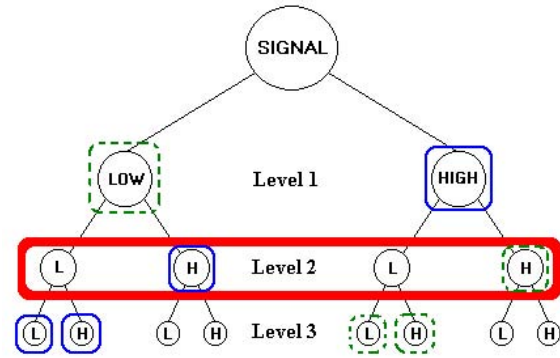 SIGNAL
LOW Level 1 HIGH
L H Level 2 L H
L H L H Level 3 L H L H